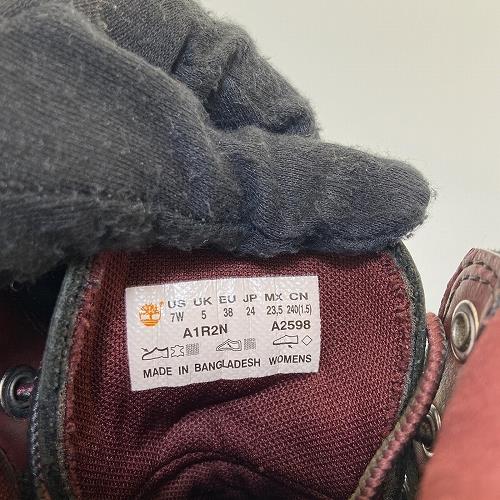 US UK EU JP MX CN
7W 5 38 24 23,5 240(1.5)
A1R2N A2598
MADE IN BANGLADESH WOMENS